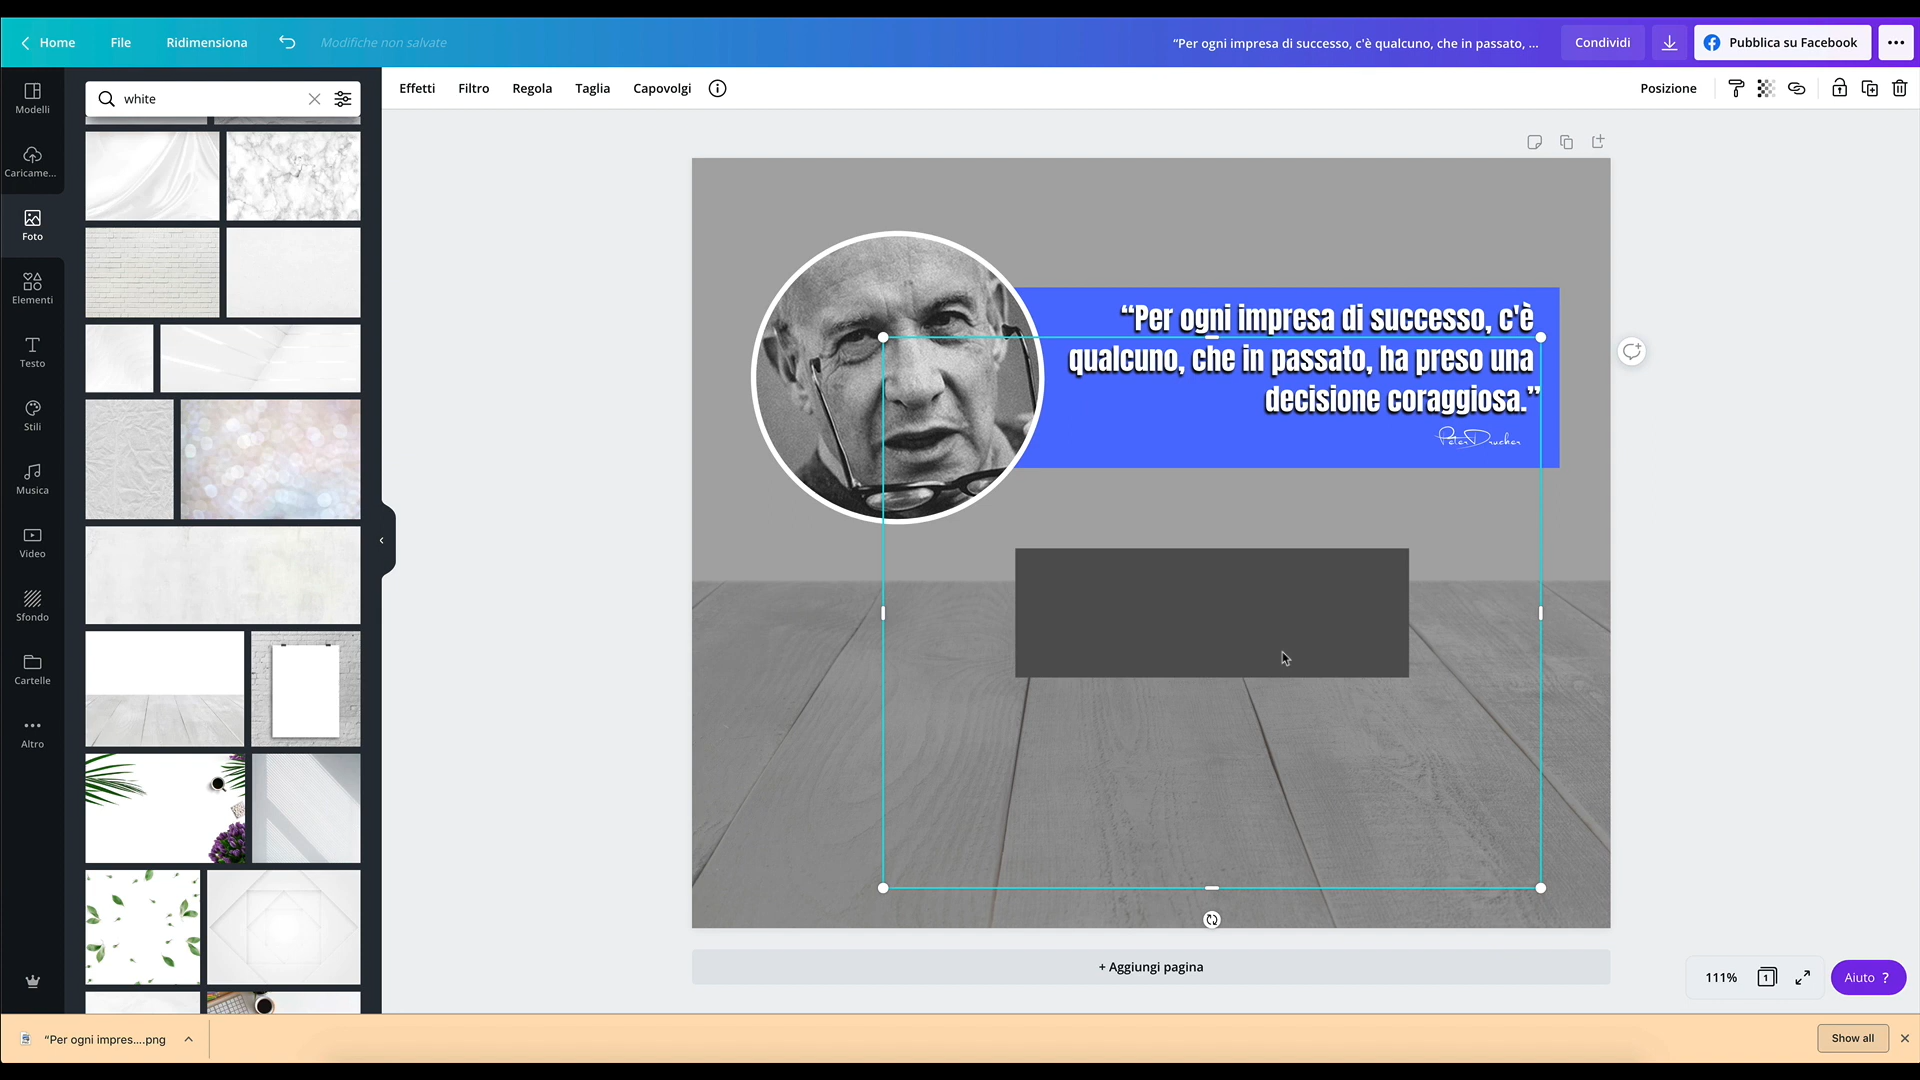 Home
File
Ridimensiona
Modifiche non salvate
“Per ogni impresa di successo, c'è qualcuno, che in passato, ...
Condividi
Pubblica su Facebook
Modelli
Caricame...
Foto
Elementi
Testo
Stili
Musica
Video
Sfondo
Cartelle
Altro
white
Effetti
Filtro
Regola
Taglia
Capovolgi
Posizione
“Per ogni impresa di successo, c'è
qualcuno, che in passato, ha preso una
decisione coraggiosa.”
Peter Drucker
+ Aggiungi pagina
111%
1
Aiuto ?
“Per ogni impres....png
Show all